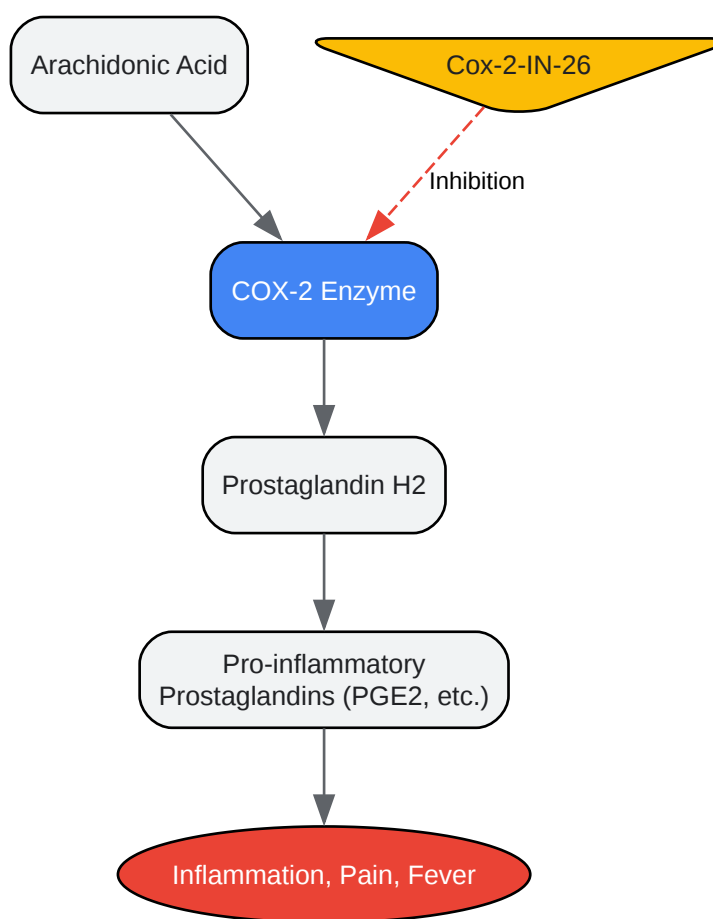 Arachidonic Acid
Cox-2-IN-26
Inhibition
COX-2 Enzyme
Prostaglandin H2
Pro-inflammatory
Prostaglandins (PGE2, etc.)
Inflammation, Pain, Fever